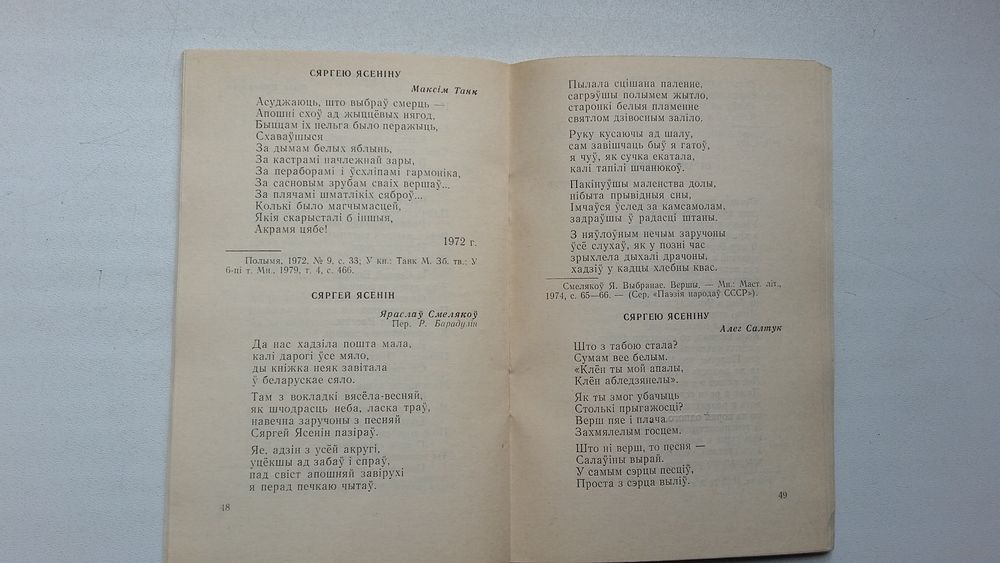 СЯРГЕЮ ЯСЕНІНУ
Максім Танк
Асуджаюць, што выбраў смерць —
Апошні схоў ад жыццёвых нягод,
Быццам іх нельга было перажыць,
Схаваўшыся
За дымам белых яблынь,
За кастрамі начлежнай зары,
За пераборамі і ўсхліпамі гармоніка,
За сасновым зрубам сваіх вершаў...
За плячамі шматлікіх сяброў...
Колькі было магчымасцей,
Якія скарысталі б іншыя,
Акрамя цябе!
1972 г.
Полымя, 1972, № 9, с. 33; У кн.: Танк М. Зб. тв.: У
6-ці т. Мн., 1979, т. 4, с. 466.
СЯРГЕЙ ЯСЕНІН
Яраслаў Смелякоў
Пер. Р. Барадулін
Да нас хадзіла пошта мала,
калі дарогі ўсе мяло,
ды кніжка неяк завітала
ў беларускае сяло.
Там з вокладкі вясёла-весняй,
як шчодрасць неба, ласка траў,
навечна заручоны з песняй
Сяргей Ясенін пазіраў.
Яе, адзін з усёй акругі,
уцёкшы ад забаў і спраў,
пад свіст апошняй завірухі
я перад печкаю чытаў.
48
Пылала сцішана паленне,
сагрэўшы полымем жытло,
старонкі белыя пламенне
святлом дзівосным заліло.
Руку кусаючы ад шалу,
сам завішчаць быў я гатоў,
я чуў, як сучка екатала,
калі тапілі шчанюкоў.
Пакінуўшы маленства долы,
нібыта прывідныя сны,
Імчаўся ўслед за камсамолам,
задраўшы ў радасці штаны.
З няўлоўным нечым заручоны
ўсё слухаў, як у позні час
зрыхлела дыхалі драчоны,
хадзіў у кадцы хлебны квас.
Смелякоў Я. Выбранае. Вершы. — Мн.: Маст. літ.,
1974, с. 65—66. — (Сер. «Паэзія народаў СССР»).
СЯРГЕЮ ЯСЕНІНУ
Алег Салтук
Што з табою стала?
Сумам вее белым.
«Клён ты мой апалы,
Клён абледзянелы».
Як ты змог убачыць
Столькі прыгажосці?
Верш пяе і плача
Захмялелым госцем.
Што ні верш, то песня —
Салаўіны вырай.
У самым сэрцы песціў,
Проста з сэрца выліў.
49